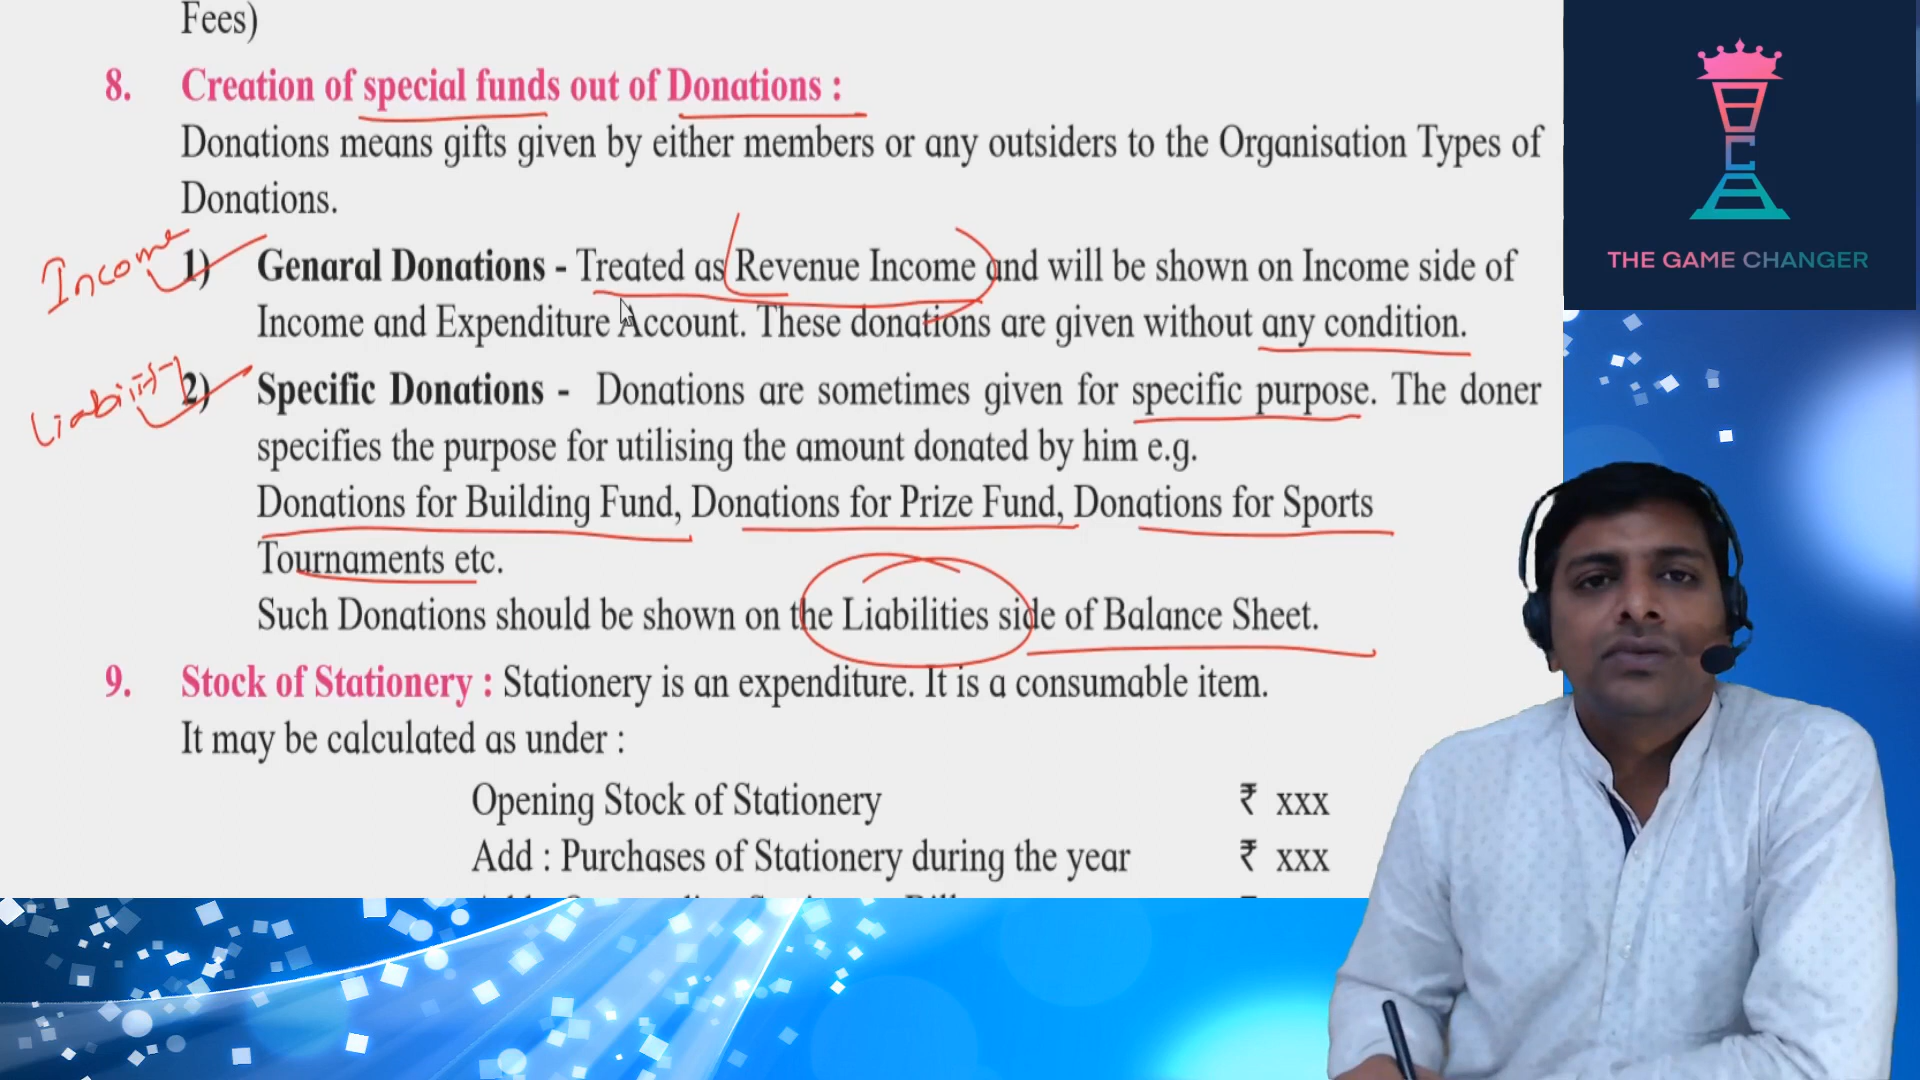 Fees)
8. Creation of special funds out of Donations :
Donations means gifts given by either members or any outsiders to the Organisation Types of
Donations.
Income
1) Genaral Donations - Treated as Revenue Income and will be shown on Income side of
Income and Expenditure Account. These donations are given without any condition.
Liability
2) Specific Donations - Donations are sometimes given for specific purpose. The doner
specifies the purpose for utilising the amount donated by him e.g.
Donations for Building Fund, Donations for Prize Fund, Donations for Sports
Tournaments etc.
Such Donations should be shown on the Liabilities side of Balance Sheet.
9. Stock of Stationery : Stationery is an expenditure. It is a consumable item.
It may be calculated as under :
Opening Stock of Stationery ₹ xxx
Add : Purchases of Stationery during the year ₹ xxx
THE GAME CHANGER